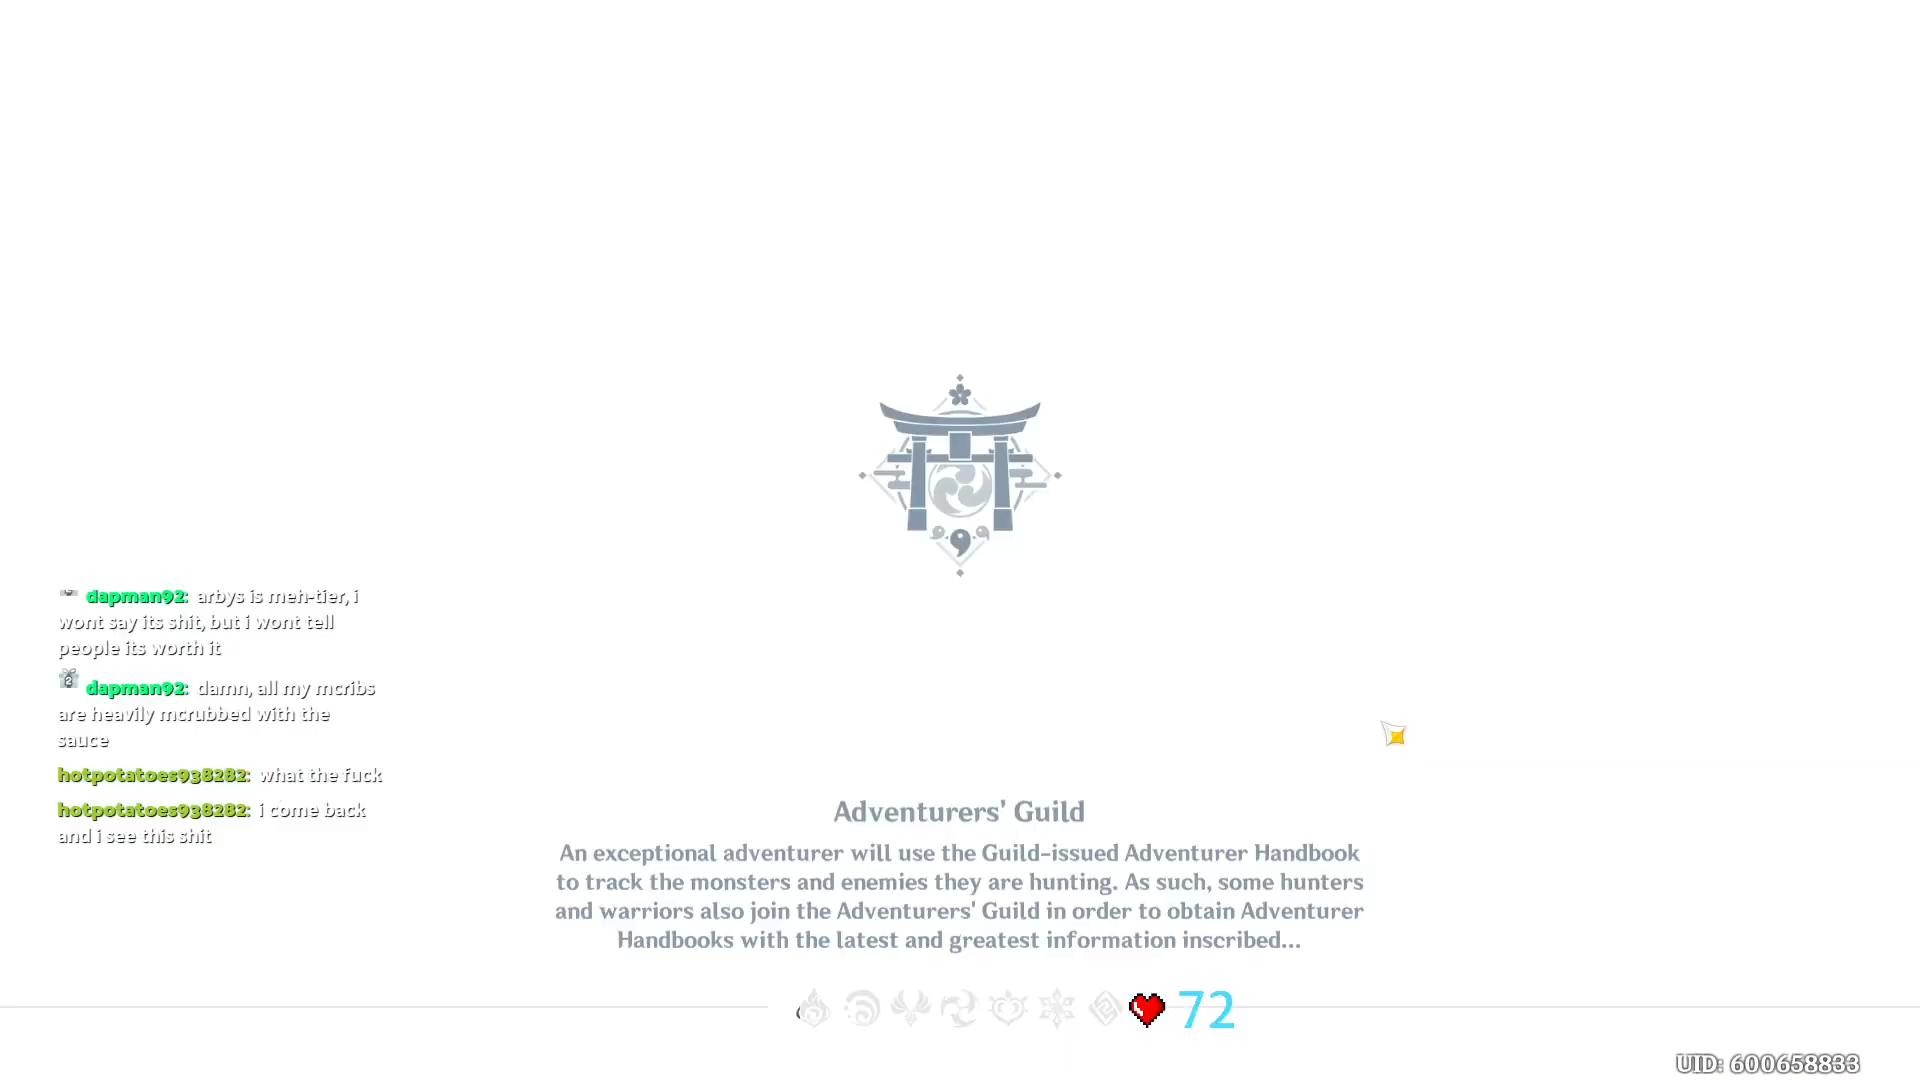 dapman92: arbys is meh-tier, i
wont say its shit, but i wont tell
people its worth it
2 dapman92: damn, all my mcribs
are heavily mcrubbed with the
sauce
hotpotatoes938282: what the fuck
hotpotatoes938282: i come back
and i see this shit
Adventurers' Guild
An exceptional adventurer will use the Guild-issued Adventurer Handbook
to track the monsters and enemies they are hunting. As such, some hunters
and warriors also join the Adventurers' Guild in order to obtain Adventurer
Handbooks with the latest and greatest information inscribed...
72
UID: 600658833